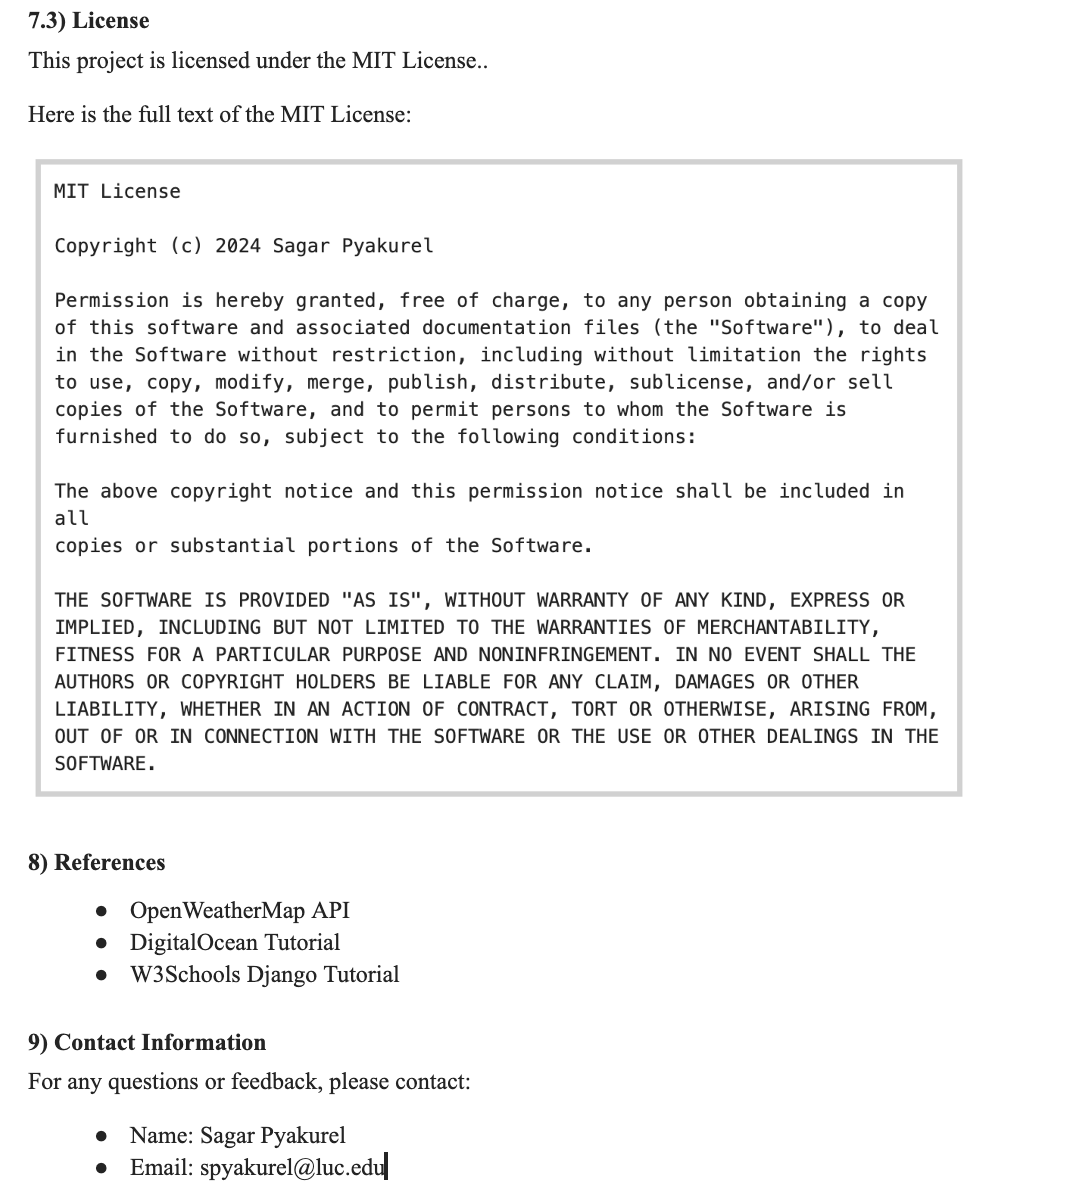 7.3) License
This project is licensed under the MIT License..
Here is the full text of the MIT License:
MIT License
Copyright (c) 2024 Sagar Pyakurel
Permission is hereby granted, free of charge, to any person obtaining a copy
of this software and associated documentation files (the "Software"), to deal
in the Software without restriction, including without limitation the rights
to use, copy, modify, merge, publish, distribute, sublicense, and/or sell
copies of the Software, and to permit persons to whom the Software is
furnished to do so, subject to the following conditions:
The above copyright notice and this permission notice shall be included in
all
copies or substantial portions of the Software.
THE SOFTWARE IS PROVIDED "AS IS", WITHOUT WARRANTY OF ANY KIND, EXPRESS OR
IMPLIED, INCLUDING BUT NOT LIMITED TO THE WARRANTIES OF MERCHANTABILITY,
FITNESS FOR A PARTICULAR PURPOSE AND NONINFRINGEMENT. IN NO EVENT SHALL THE
AUTHORS OR COPYRIGHT HOLDERS BE LIABLE FOR ANY CLAIM, DAMAGES OR OTHER
LIABILITY, WHETHER IN AN ACTION OF CONTRACT, TORT OR OTHERWISE, ARISING FROM,
OUT OF OR IN CONNECTION WITH THE SOFTWARE OR THE USE OR OTHER DEALINGS IN THE
SOFTWARE.
8) References
● OpenWeatherMap API
● DigitalOcean Tutorial
● W3Schools Django Tutorial
9) Contact Information
For any questions or feedback, please contact:
● Name: Sagar Pyakurel
● Email: spyakurel@luc.edu